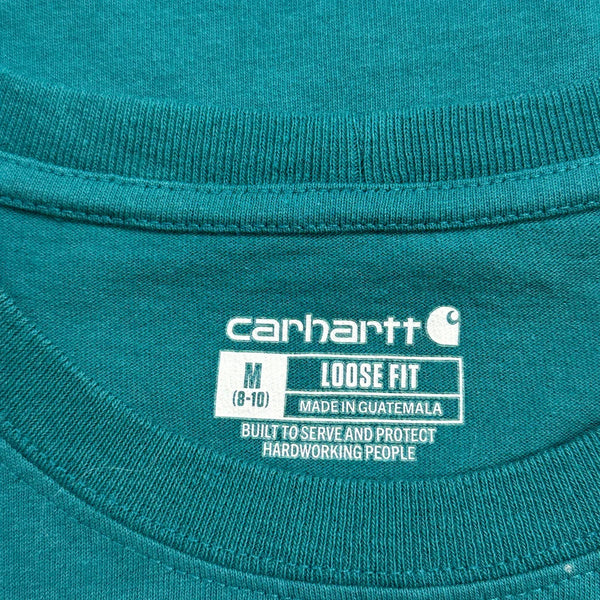 carhartt
M
(8-10)
LOOSE FIT
MADE IN GUATEMALA
BUILT TO SERVE AND PROTECT
HARDWORKING PEOPLE